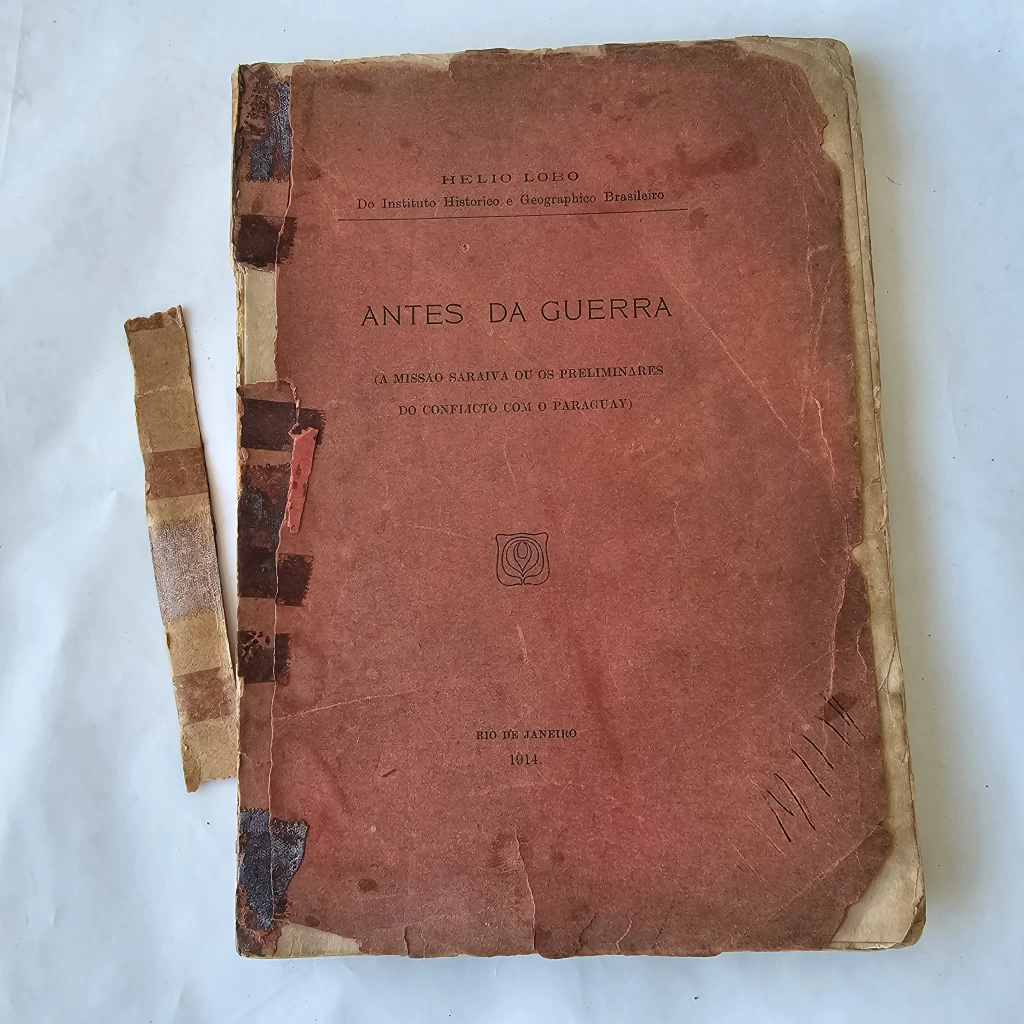 HELIO LOBO
Do Instituto Historico e Geographico Brasileiro
ANTES DA GUERRA
(A MISSÃO SARAIVA OU OS PRELIMINARES
DO CONFLICTO COM O PARAGUAY)
RIO DE JANEIRO
1914.